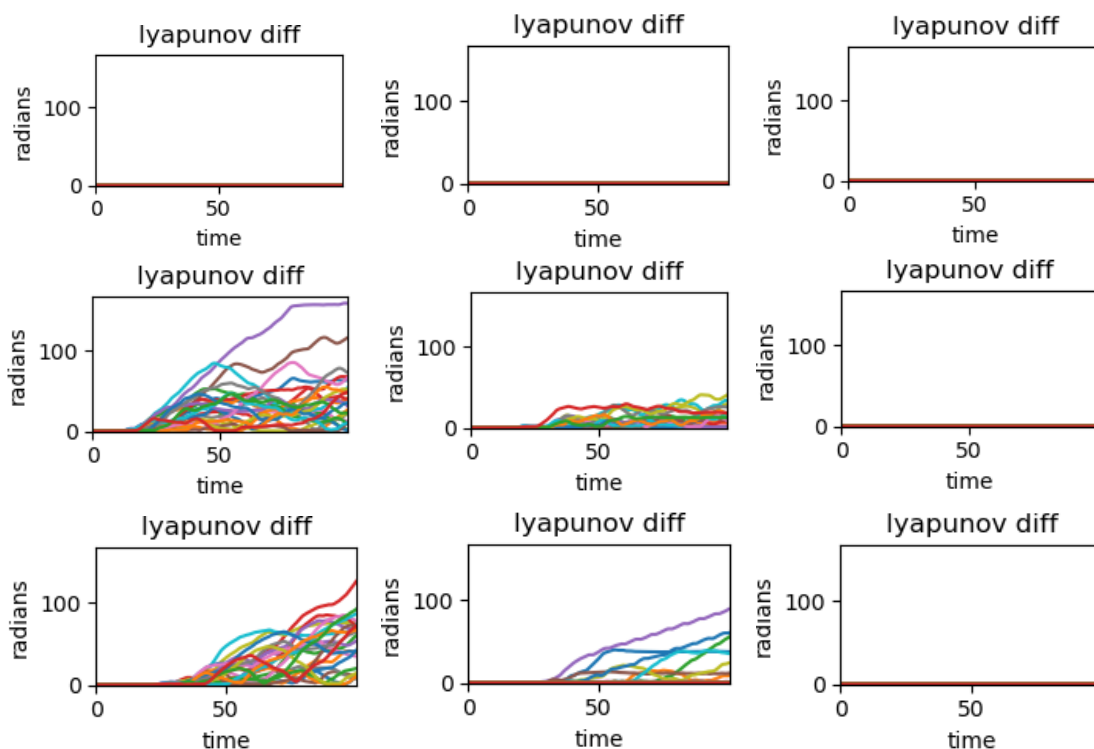 lyapunov diff lyapunov diff lyapunov diff
radians 100 radians 100 radians 100
0 0 0
0 50 0 50 0 50
time time time
lyapunov diff lyapunov diff lyapunov diff
radians 100 radians 100 radians 100
0 0 0
0 50 0 50 0 50
time time time
lyapunov diff lyapunov diff lyapunov diff
radians 100 radians 100 radians 100
0 0 0
0 50 0 50 0 50
time time time